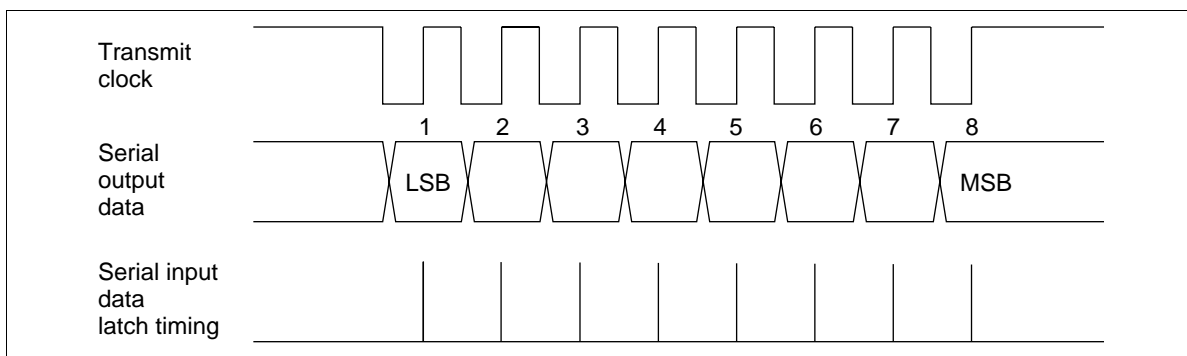 Transmit
clock
1 2 3 4 5 6 7 8
Serial
output
data
LSB MSB
Serial input
data
latch timing